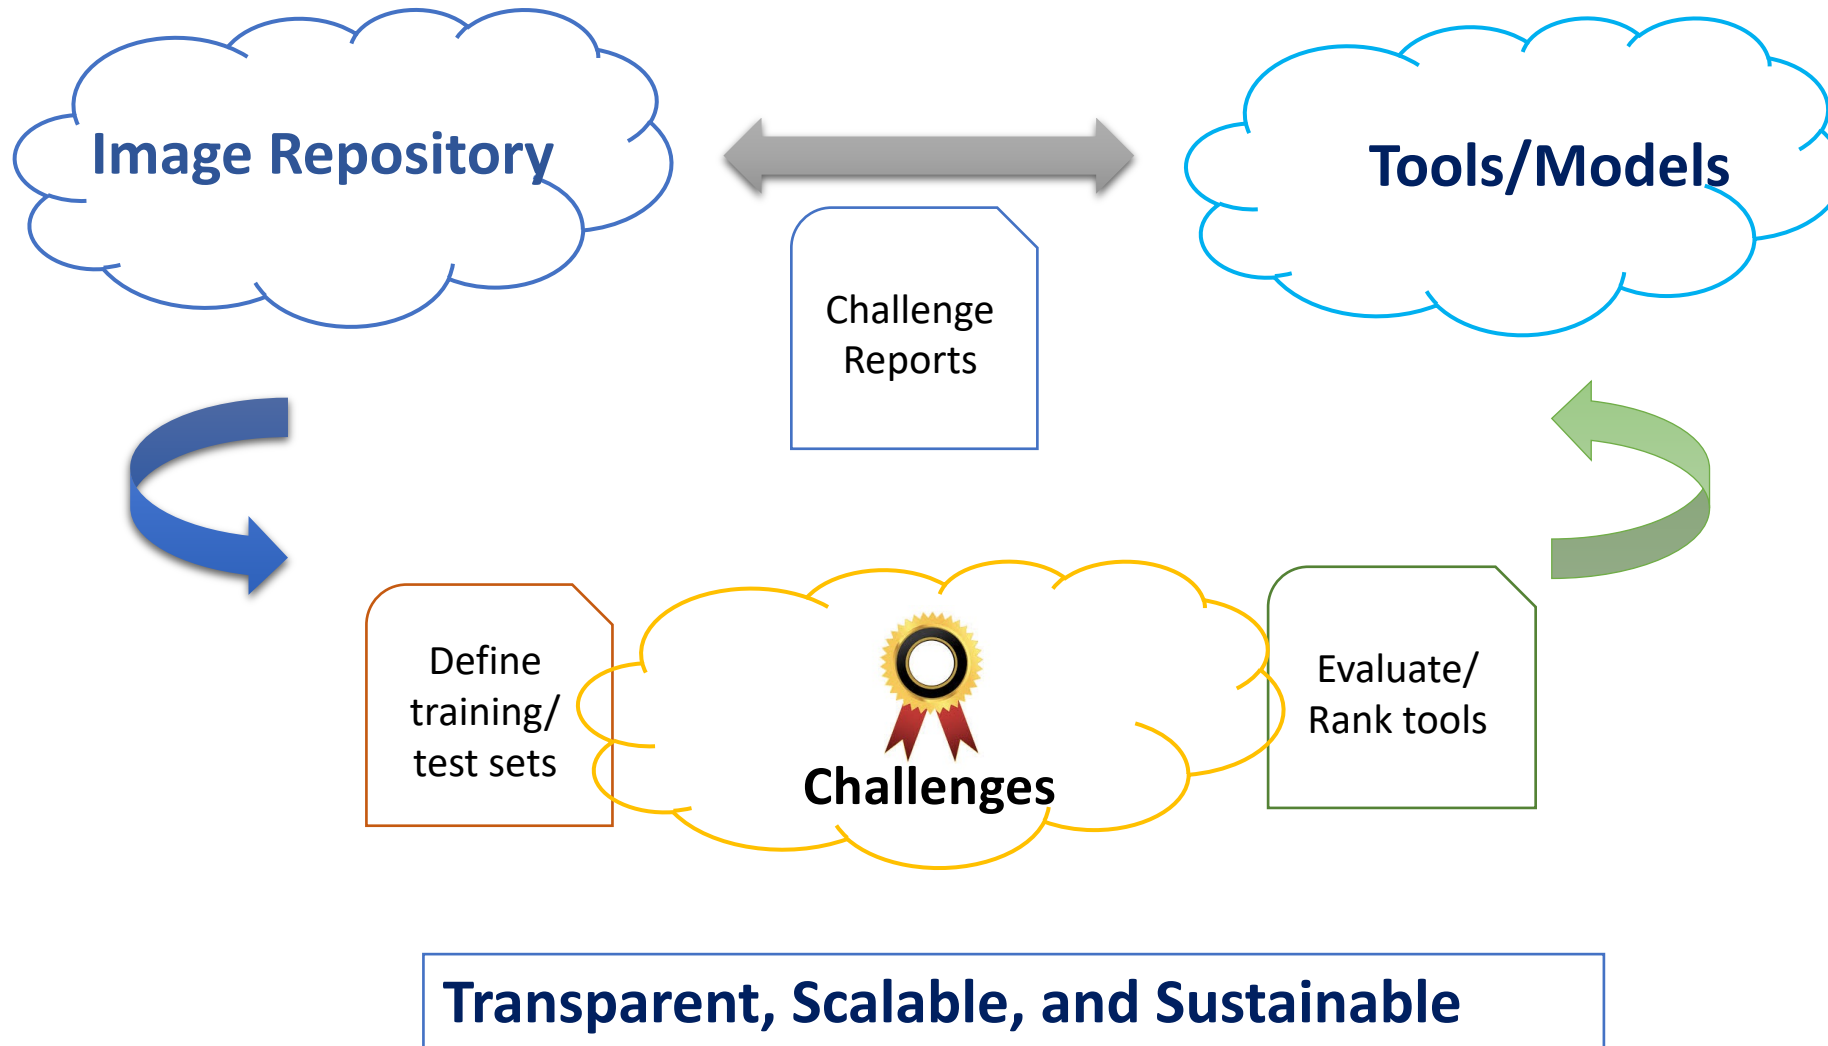 Image Repository
Tools/Models
Challenge
Reports
Define
training/
test sets
Challenges
Evaluate/
Rank tools
Transparent, Scalable, and Sustainable